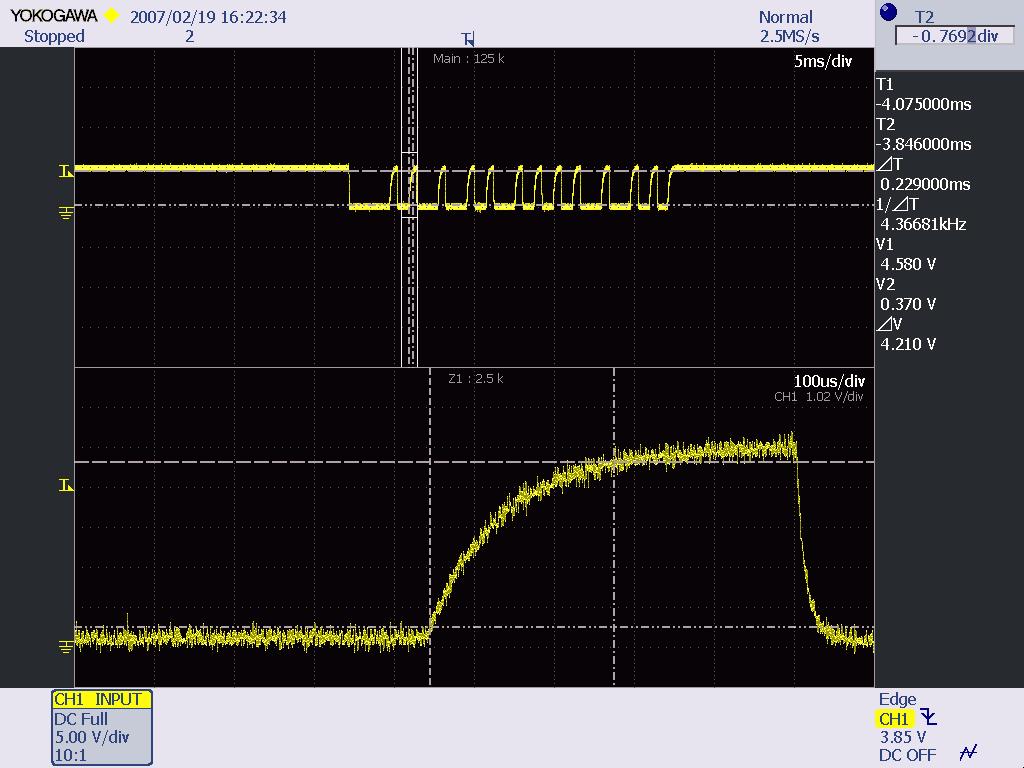 YOKOGAWA 2007/02/19 16:22:34
Stopped 2
Normal
2.5MS/s
T2
-0.7692div
Main : 125 k
5ms/div
T1
-4.075000ms
T2
-3.846000ms
⊿T
0.229000ms
1/⊿T
4.36681kHz
V1
4.580 V
V2
0.370 V
⊿V
4.210 V
Z1 : 2.5 k
100us/div
CH1 1.02 V/div
CH1 INPUT
DC Full
5.00 V/div
10:1
Edge
CH1
3.85 V
DC OFF